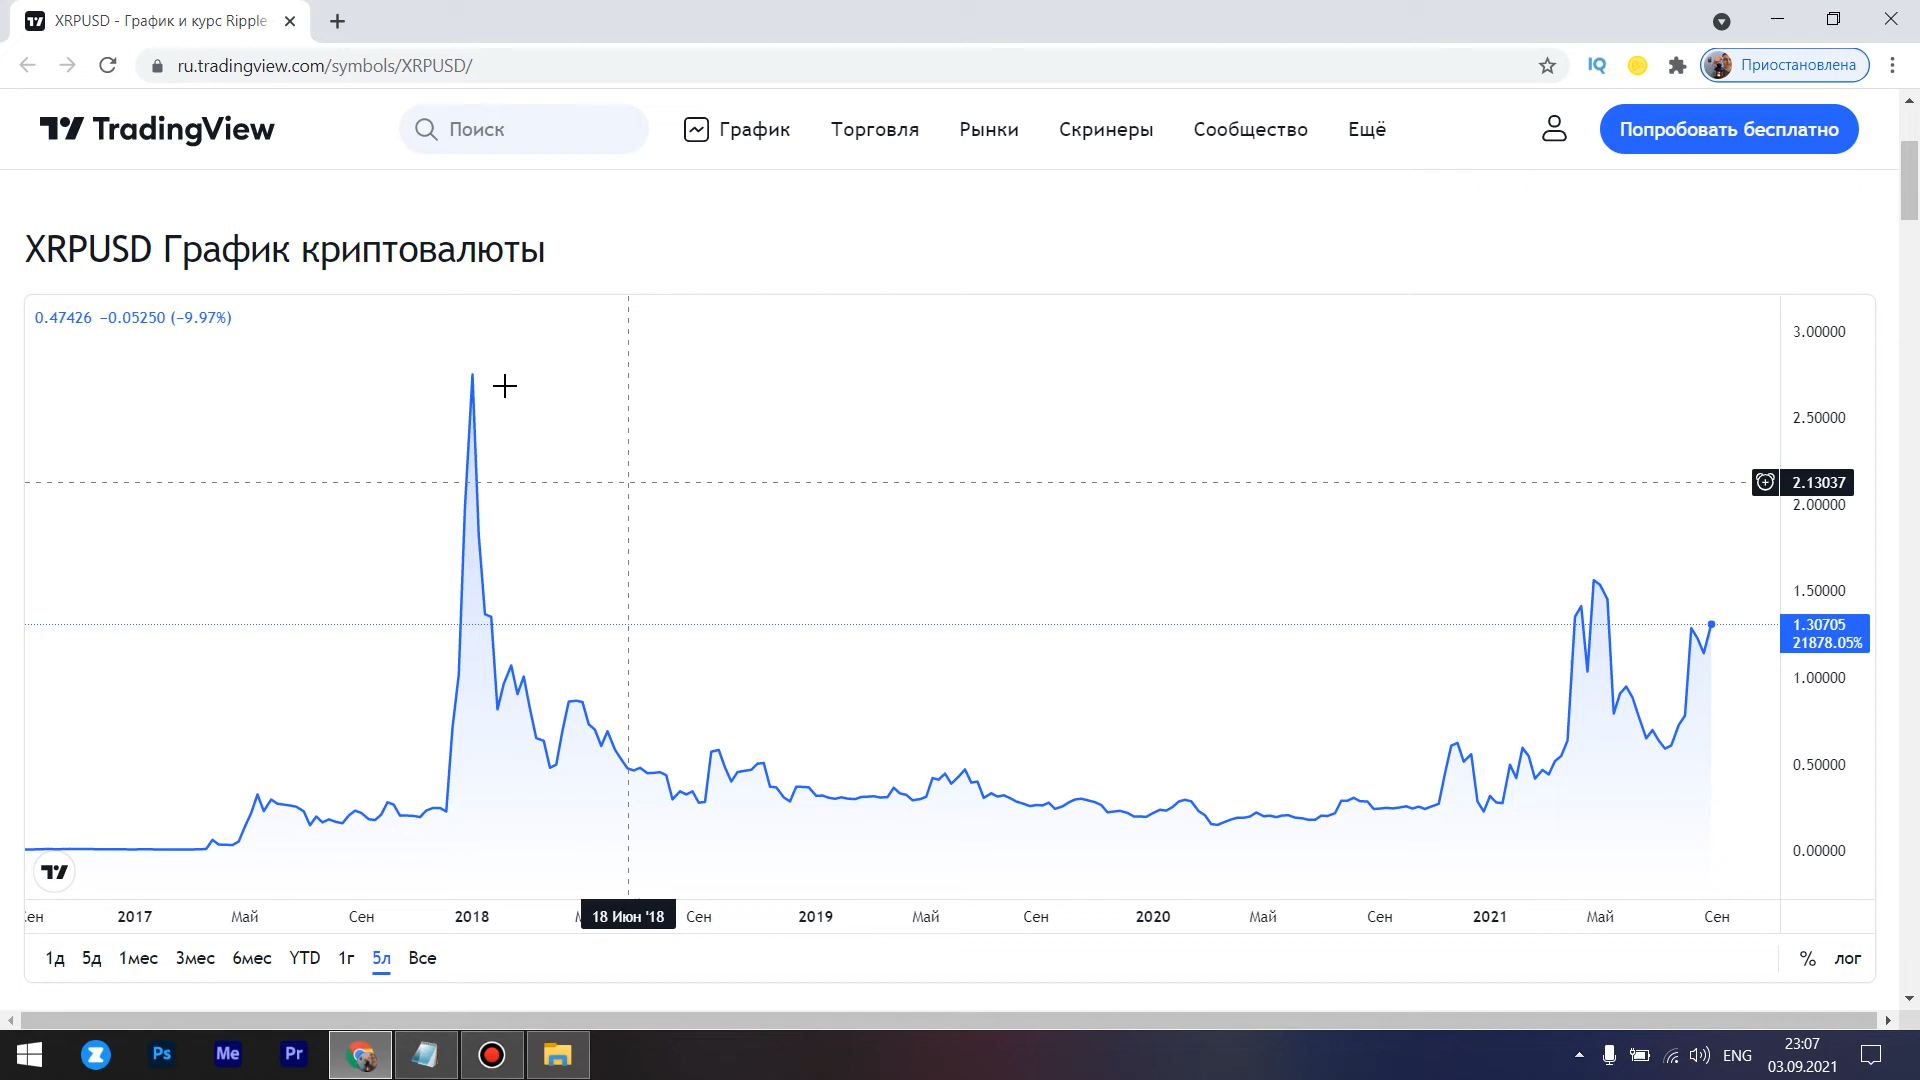 XRPUSD - График и курс Ripple
ru.tradingview.com/symbols/XRPUSD/
IQ
Приостановлена
TradingView
Поиск
График
Торговля
Рынки
Скринеры
Сообщество
Ещё
Попробовать бесплатно
XRPUSD График криптовалюты
0.47426 −0.05250 (−9.97%)
3.00000
2.50000
2.13037
2.00000
1.50000
1.30705
21878.05%
1.00000
0.50000
0.00000
2017 Май Сен 2018 18 Июн '18 Сен 2019 Май Сен 2020 Май Сен 2021 Май Сен
1д 5д 1мес 3мес 6мес YTD 1г 5л Все
% лог
Ps Me Pr
ENG
23:07
03.09.2021